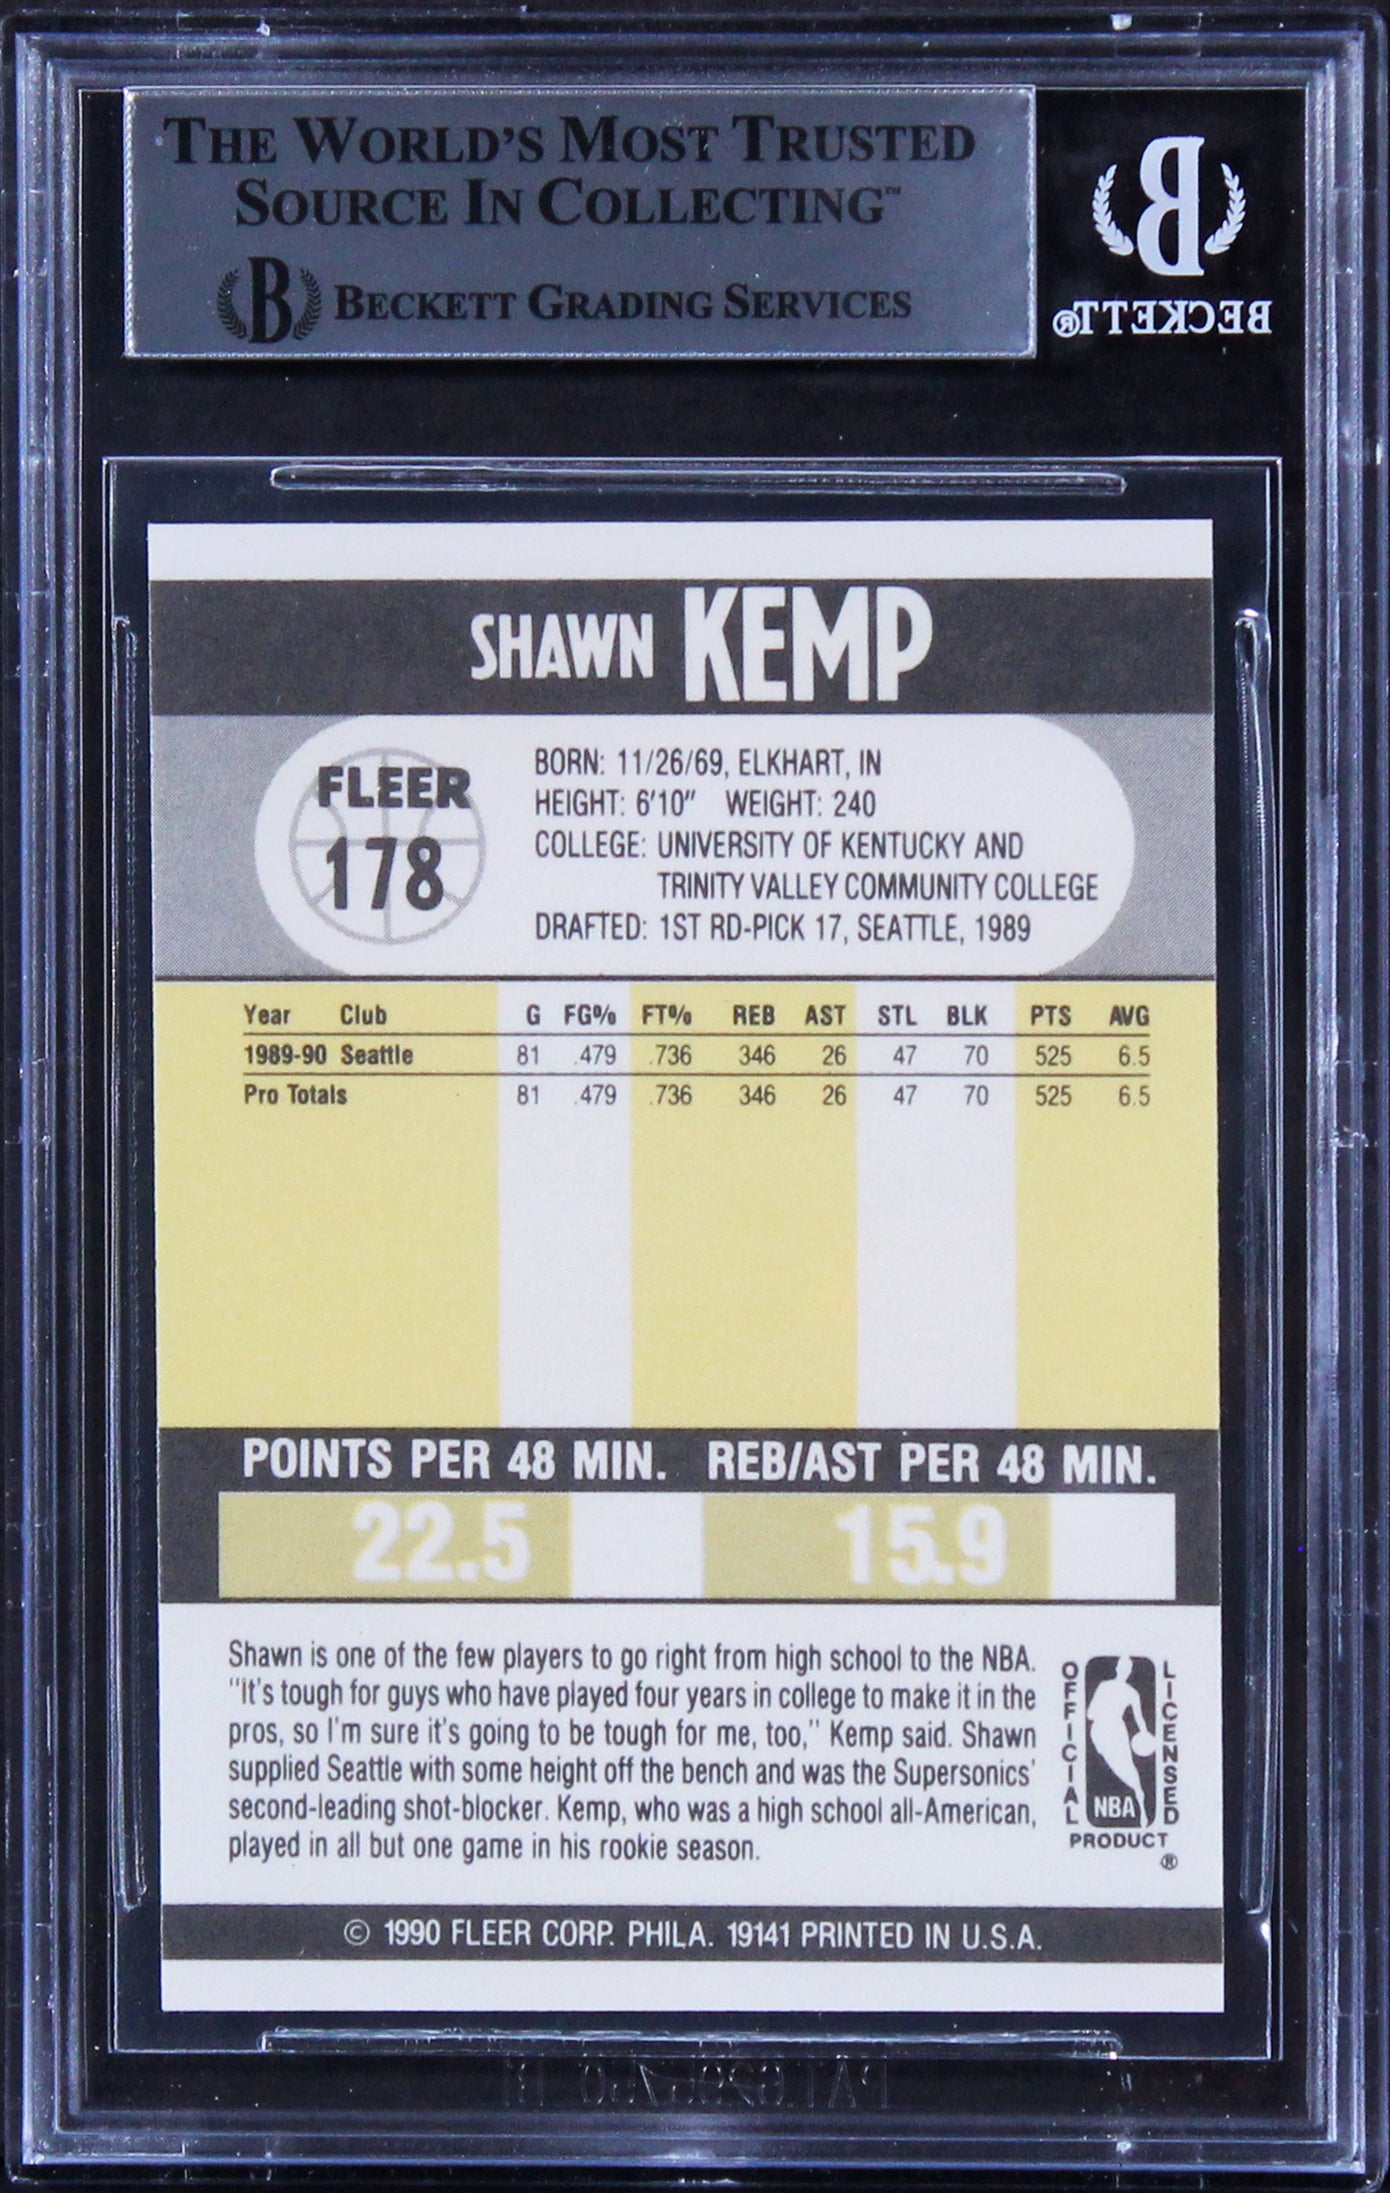 THE WORLD'S MOST TRUSTED
SOURCE IN COLLECTING™
B BECKETT GRADING SERVICES
B
BECKETT®
SHAWN KEMP
FLEER
178
BORN: 11/26/69, ELKHART, IN
HEIGHT: 6'10" WEIGHT: 240
COLLEGE: UNIVERSITY OF KENTUCKY AND
TRINITY VALLEY COMMUNITY COLLEGE
DRAFTED: 1ST RD-PICK 17, SEATTLE, 1989
Year Club G FG% FT% REB AST STL BLK PTS AVG
1989-90 Seattle 81 .479 .736 346 26 47 70 525 6.5
Pro Totals 81 .479 .736 346 26 47 70 525 6.5
POINTS PER 48 MIN. REB/AST PER 48 MIN.
22.5 15.9
Shawn is one of the few players to go right from high school to the NBA.
"It's tough for guys who have played four years in college to make it in the
pros, so I'm sure it's going to be tough for me, too," Kemp said. Shawn
supplied Seattle with some height off the bench and was the Supersonics'
second-leading shot-blocker. Kemp, who was a high school all-American,
played in all but one game in his rookie season.
OFFICIAL
NBA
LICENSED
PRODUCT
®
© 1990 FLEER CORP. PHILA. 19141 PRINTED IN U.S.A.